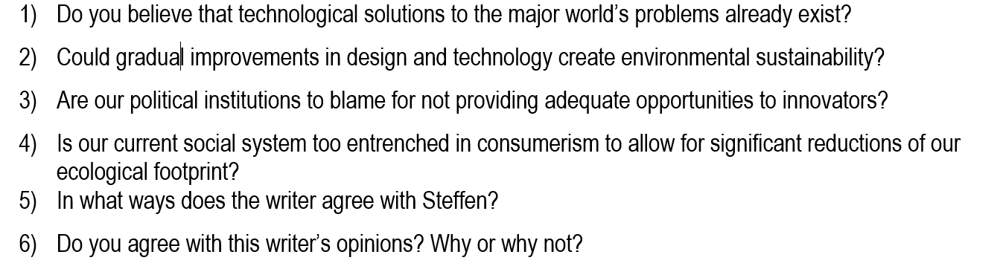 1) Do you believe that technological solutions to the major world’s problems already exist?
2) Could gradual improvements in design and technology create environmental sustainability?
3) Are our political institutions to blame for not providing adequate opportunities to innovators?
4) Is our current social system too entrenched in consumerism to allow for significant reductions of our
ecological footprint?
5) In what ways does the writer agree with Steffen?
6) Do you agree with this writer’s opinions? Why or why not?